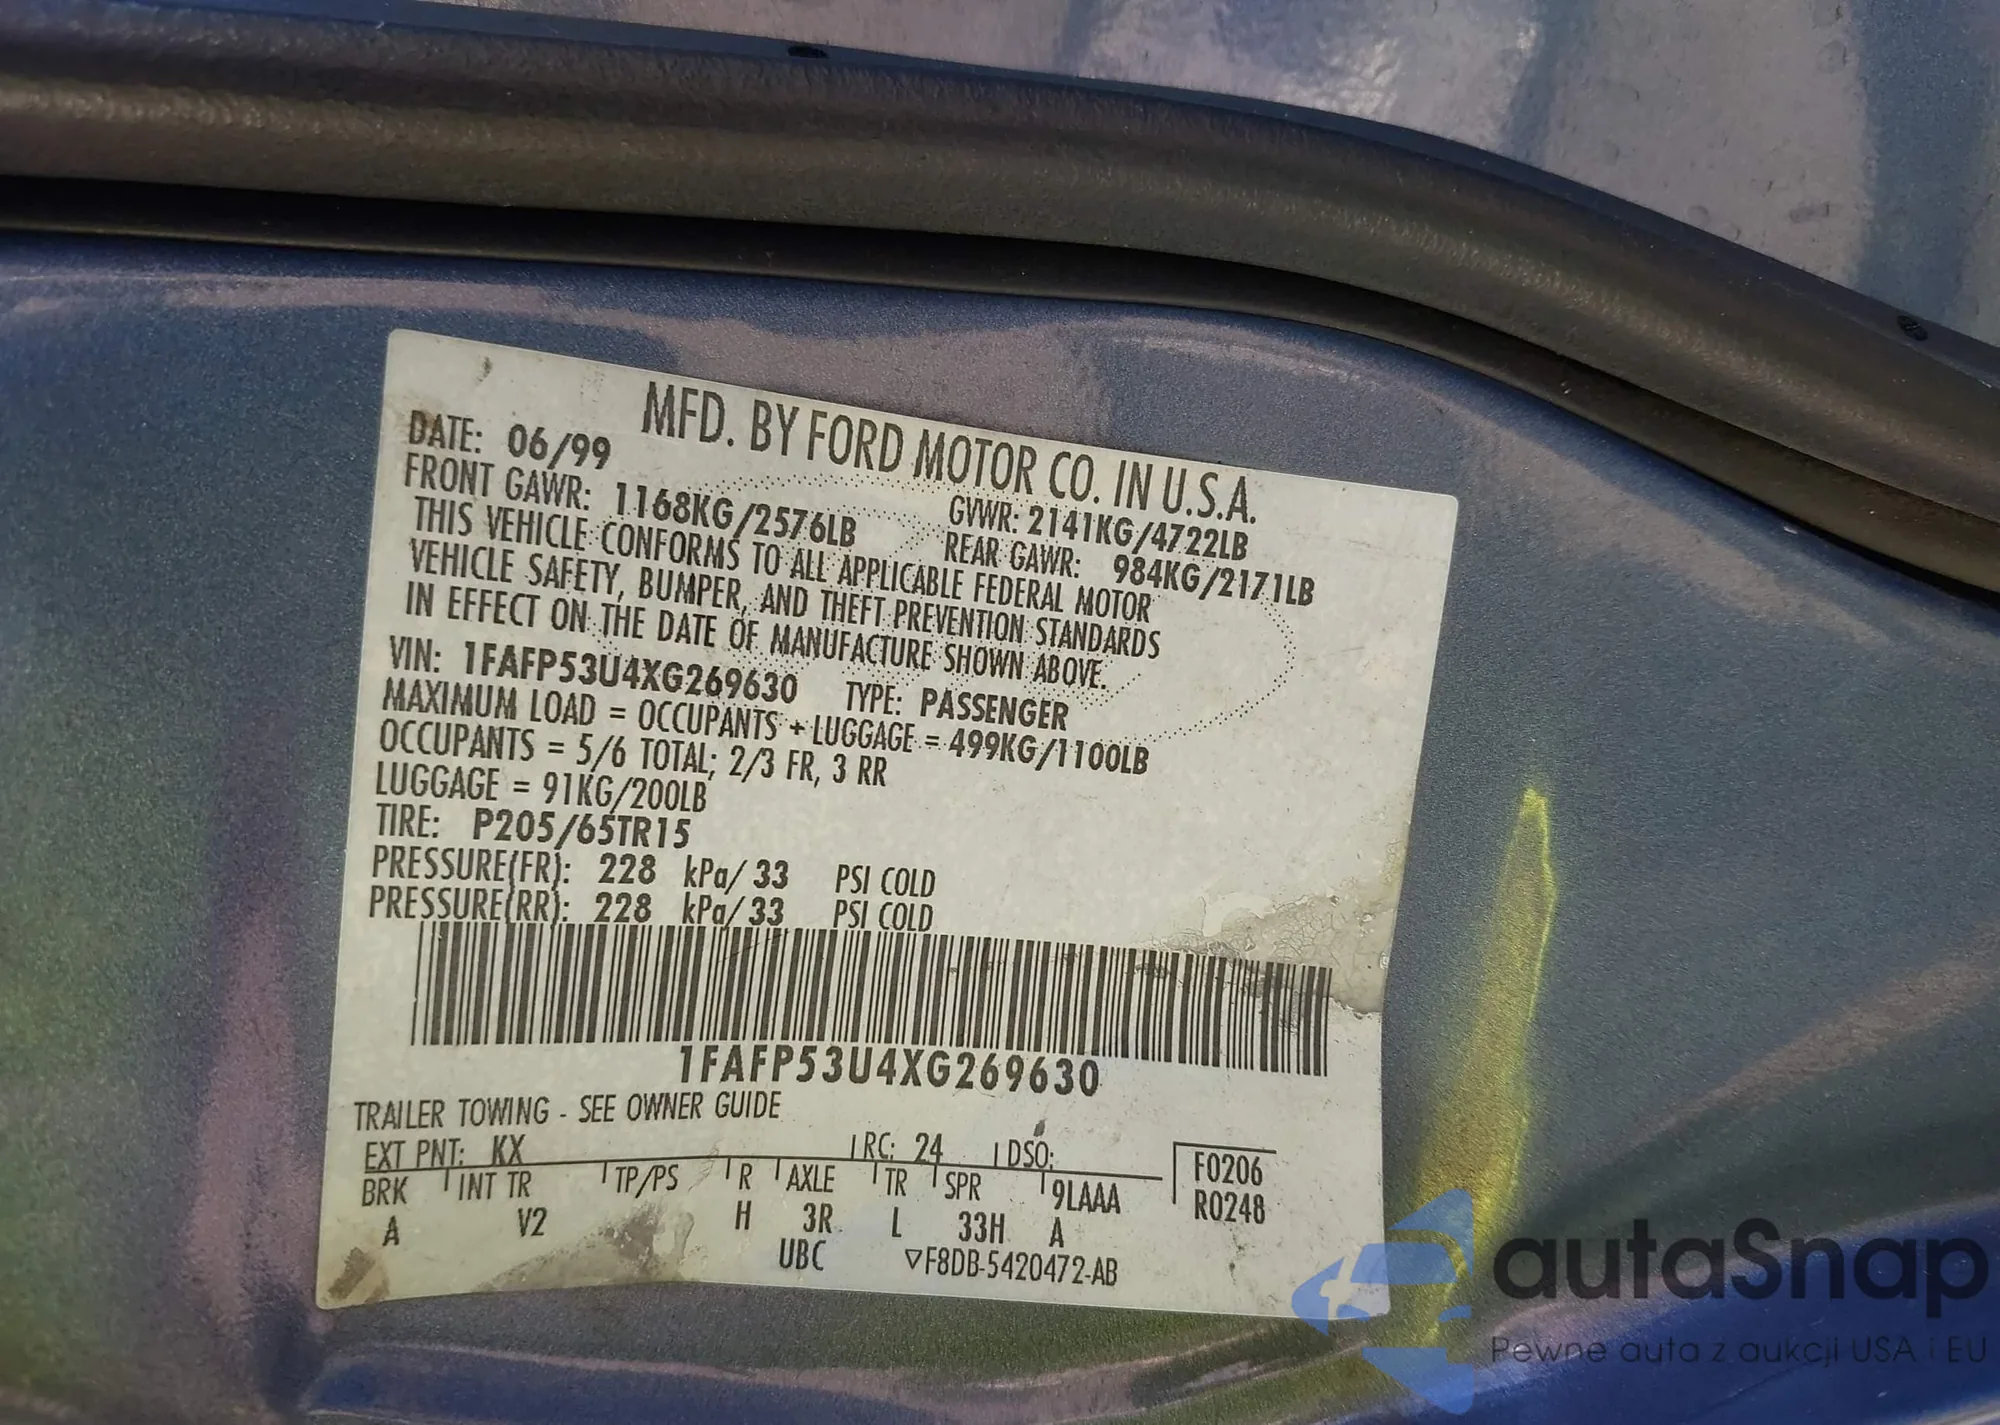 MFD. BY FORD MOTOR CO. IN U.S.A.
DATE: 06/99 GVWR: 2141KG/4722LB
FRONT GAWR: 1168KG/2576LB REAR GAWR: 984KG/2171LB
THIS VEHICLE CONFORMS TO ALL APPLICABLE FEDERAL MOTOR
VEHICLE SAFETY, BUMPER, AND THEFT PREVENTION STANDARDS
IN EFFECT ON THE DATE OF MANUFACTURE SHOWN ABOVE.
VIN: 1FAFP53U4XG269630 TYPE: PASSENGER
MAXIMUM LOAD = OCCUPANTS + LUGGAGE = 499KG/1100LB
OCCUPANTS = 5/6 TOTAL; 2/3 FR, 3 RR
LUGGAGE = 91KG/200LB
TIRE: P205/65TR15
PRESSURE(FR): 228 kPa/ 33 PSI COLD
PRESSURE(RR): 228 kPa/ 33 PSI COLD
1FAFP53U4XG269630
TRAILER TOWING - SEE OWNER GUIDE
EXT PNT: KX RC: 24 DSO: F0206
BRK INT TR TP/PS R AXLE TR SPR 9LAAA R0248
A V2 H 3R L 33H A
UBC ▽F8DB-5420472-AB
autoSnap
Pewne auta z aukcji USA i EU